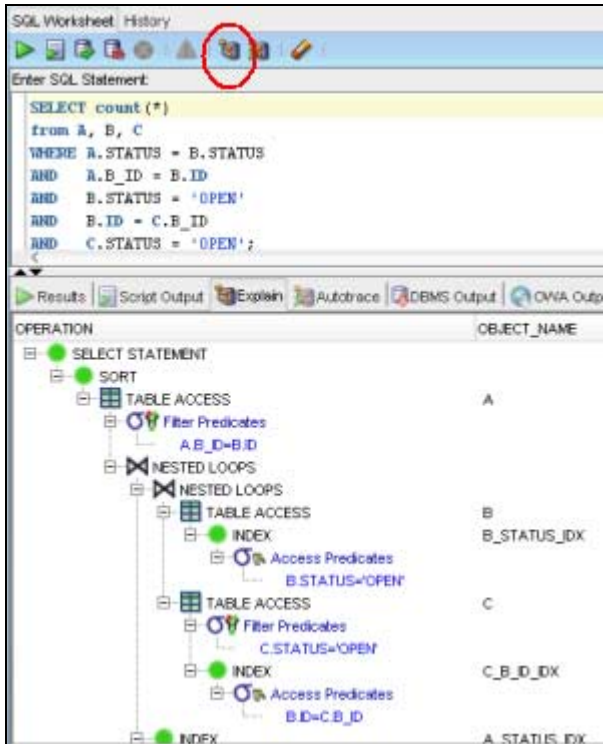 SQL Worksheet History
Enter SQL Statement:
SELECT count(*)
from A, B, C
WHERE A.STATUS = B.STATUS
AND A.B_ID = B.ID
AND B.STATUS = 'OPEN'
AND B.ID = C.B_ID
AND C.STATUS = 'OPEN';
Results Script Output Explain Autotrace DBMS Output OWA Outp
OPERATION OBJECT_NAME
SELECT STATEMENT
SORT
TABLE ACCESS A
Filter Predicates
A.B_ID=B.ID
NESTED LOOPS
NESTED LOOPS
TABLE ACCESS B
INDEX B_STATUS_IDX
Access Predicates
B.STATUS='OPEN'
TABLE ACCESS C
Filter Predicates
C.STATUS='OPEN'
INDEX C_B_ID_IDX
Access Predicates
B.ID=C.B_ID
INDEX A_STATUS_IDX